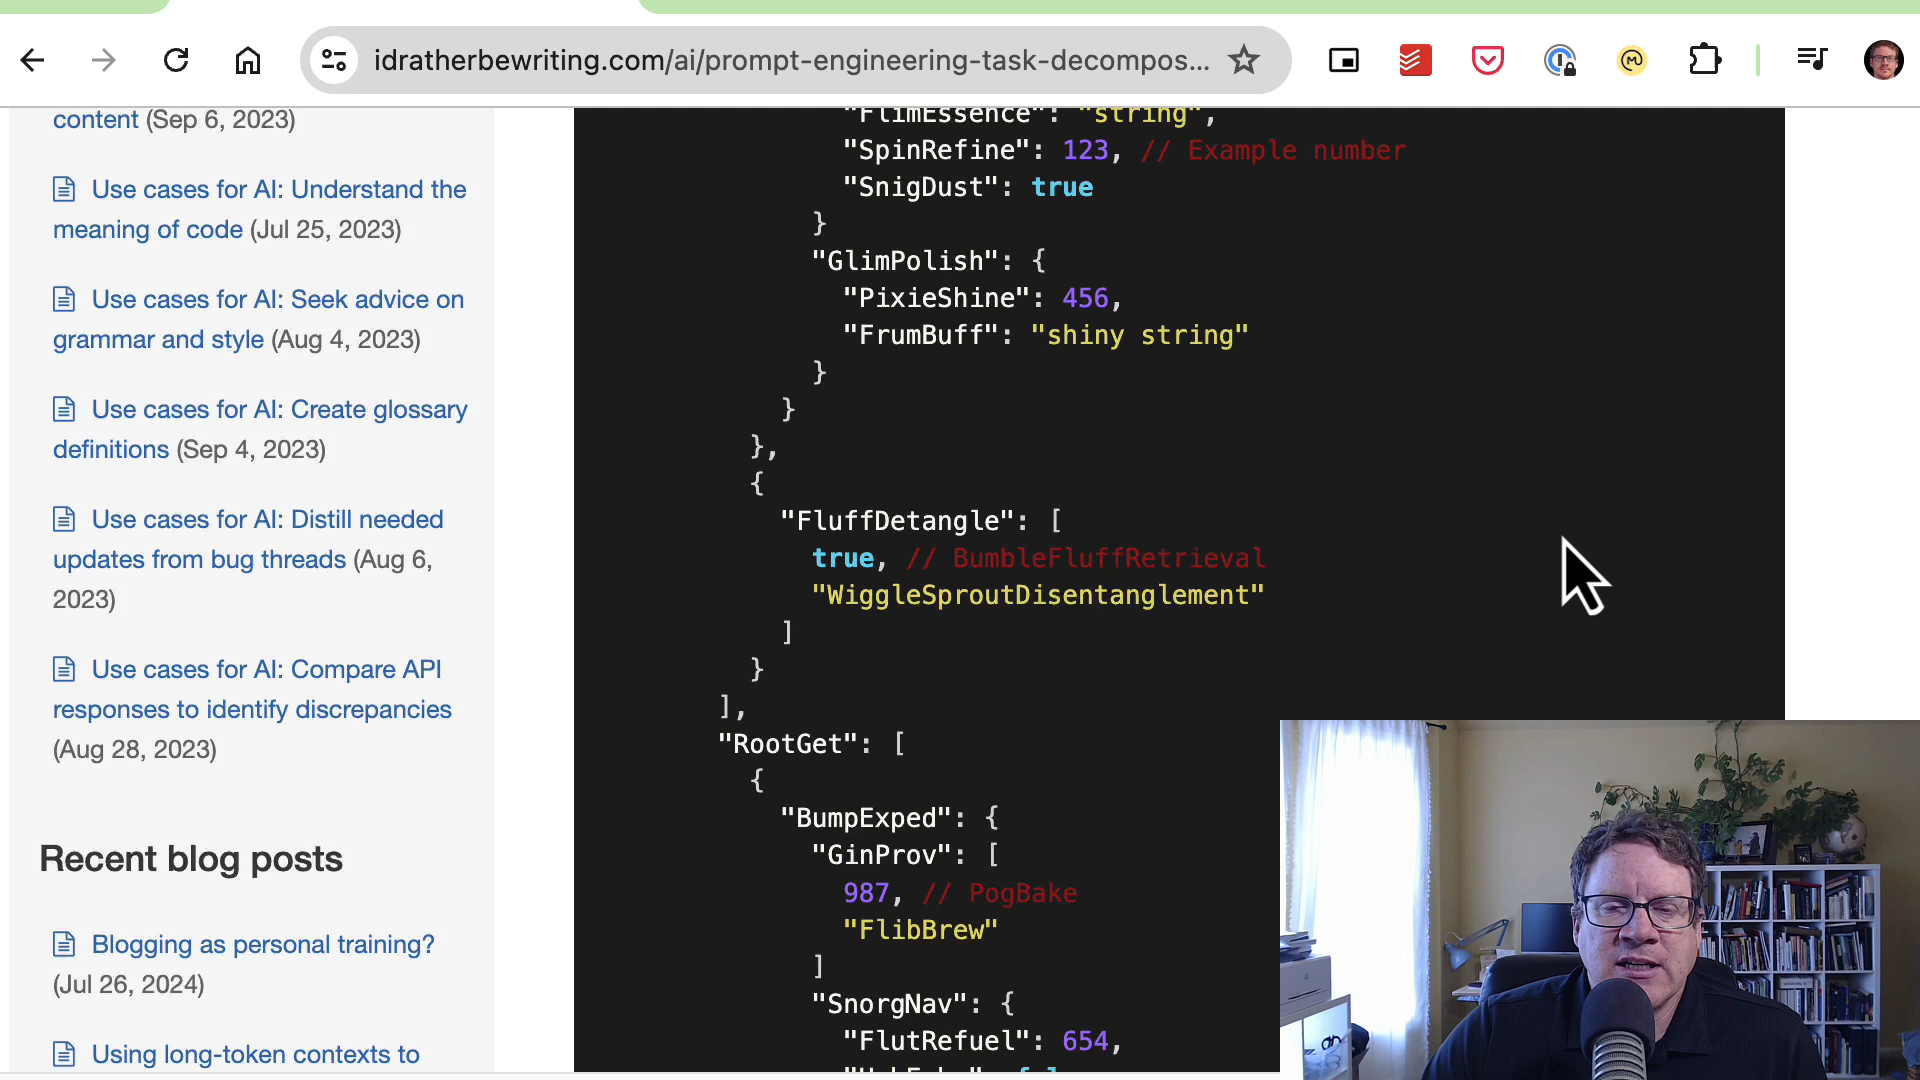 idratherbewriting.com/ai/prompt-engineering-task-decompos...
content (Sep 6, 2023)
Use cases for AI: Understand the
meaning of code (Jul 25, 2023)
Use cases for AI: Seek advice on
grammar and style (Aug 4, 2023)
Use cases for AI: Create glossary
definitions (Sep 4, 2023)
Use cases for AI: Distill needed
updates from bug threads (Aug 6,
2023)
Use cases for AI: Compare API
responses to identify discrepancies
(Aug 28, 2023)
Recent blog posts
Blogging as personal training?
(Jul 26, 2024)
Using long-token contexts to
"FlimEssence": "string",
"SpinRefine": 123, // Example number
"SnigDust": true
}
"GlimPolish": {
"PixieShine": 456,
"FrumBuff": "shiny string"
}
}
},
{
"FluffDetangle": [
true, // BumbleFluffRetrieval
"WiggleSproutDisentanglement"
]
}
],
"RootGet": [
{
"BumpExped": {
"GinProv": [
987, // PogBake
"FlibBrew"
]
"SnorgNav": {
"FlutRefuel": 654,